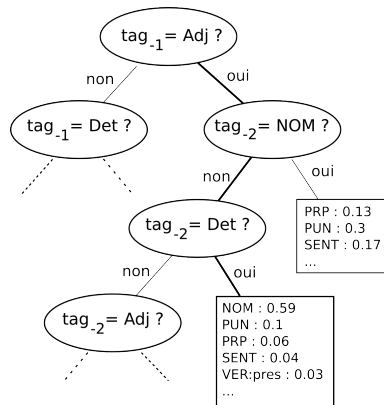 tag-1= Adj ?
non
oui
tag-1= Det ?
tag-2= NOM ?
non
oui
PRP : 0.13
PUN : 0.3
SENT : 0.17
...
tag-2= Det ?
non
oui
tag-2= Adj ?
NOM : 0.59
PUN : 0.1
PRP : 0.06
SENT : 0.04
VER:pres : 0.03
...